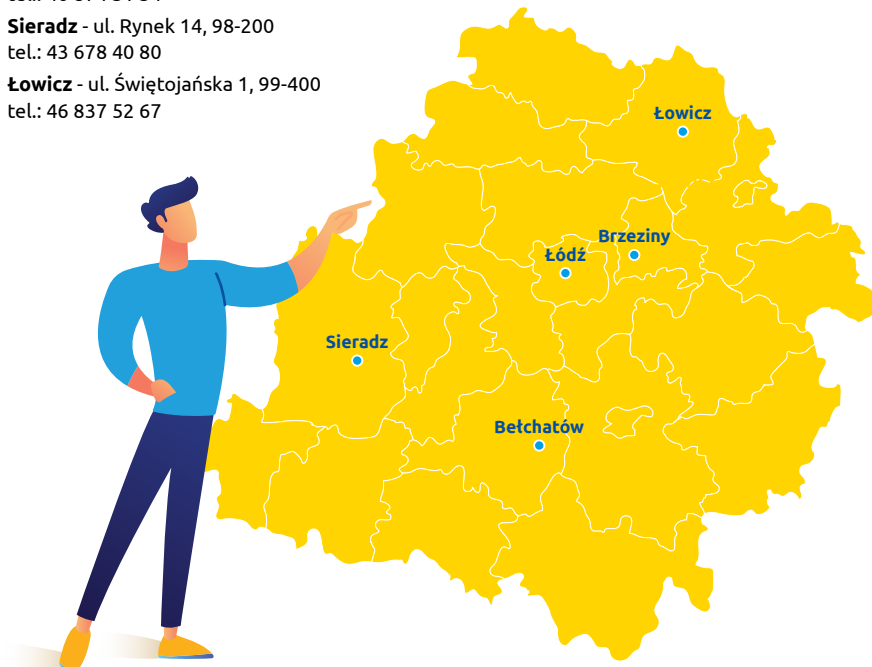 Sieradz - ul. Rynek 14, 98-200
tel.: 43 678 40 80
Łowicz - ul. Świętojańska 1, 99-400
tel.: 46 837 52 67
Łowicz
Brzeziny
Łódź
Sieradz
Bełchatów